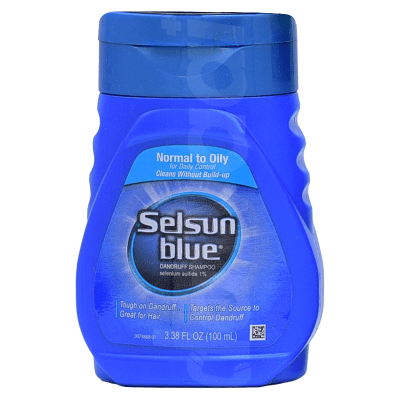 Normal to Oily
for Daily Control
Cleans Without Build-up
Selsun
blue®
DANDRUFF SHAMPOO
selenium sulfide 1%
Tough on Dandruff...
Great for Hair
Targets the Source to
Control Dandruff
3.38 FL OZ (100 mL)